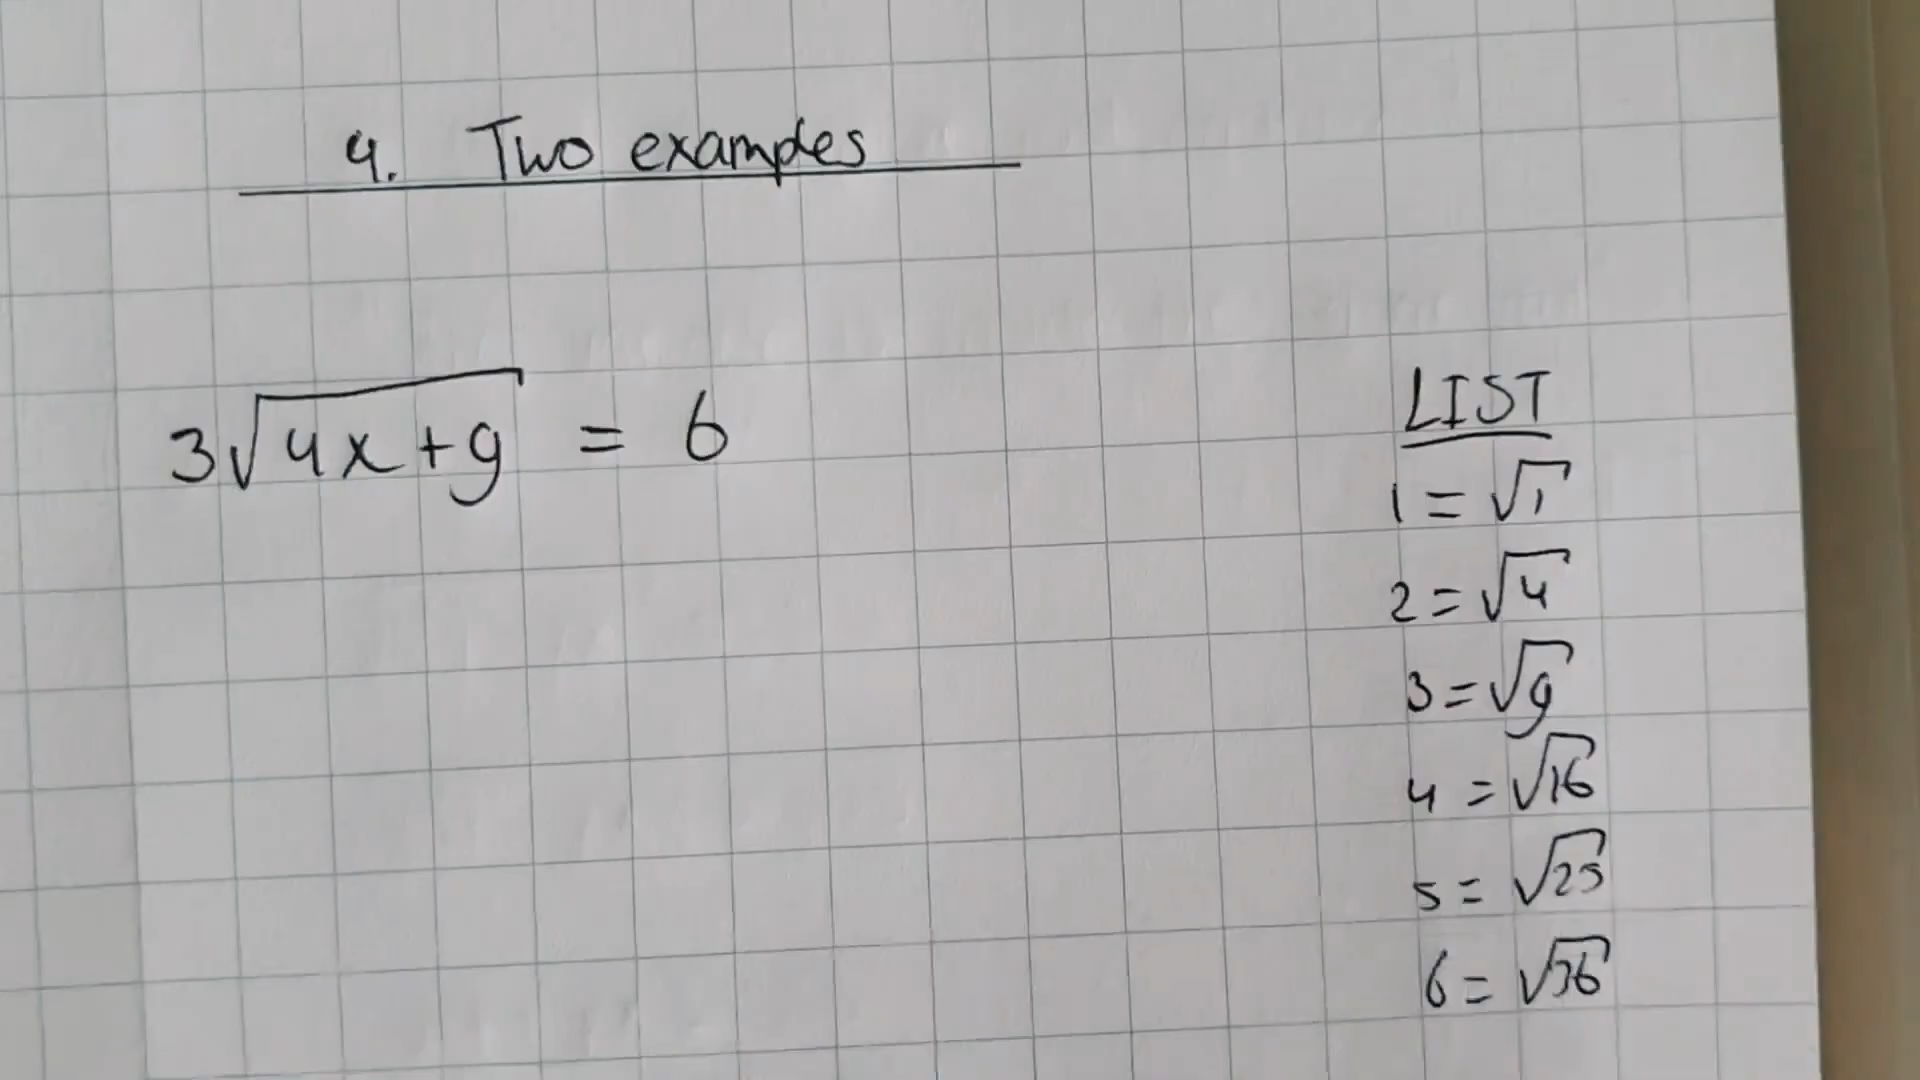 4. Two examples
3√(4x+9) = 6
LIST
1 = √1
2 = √4
3 = √9
4 = √16
5 = √25
6 = √36